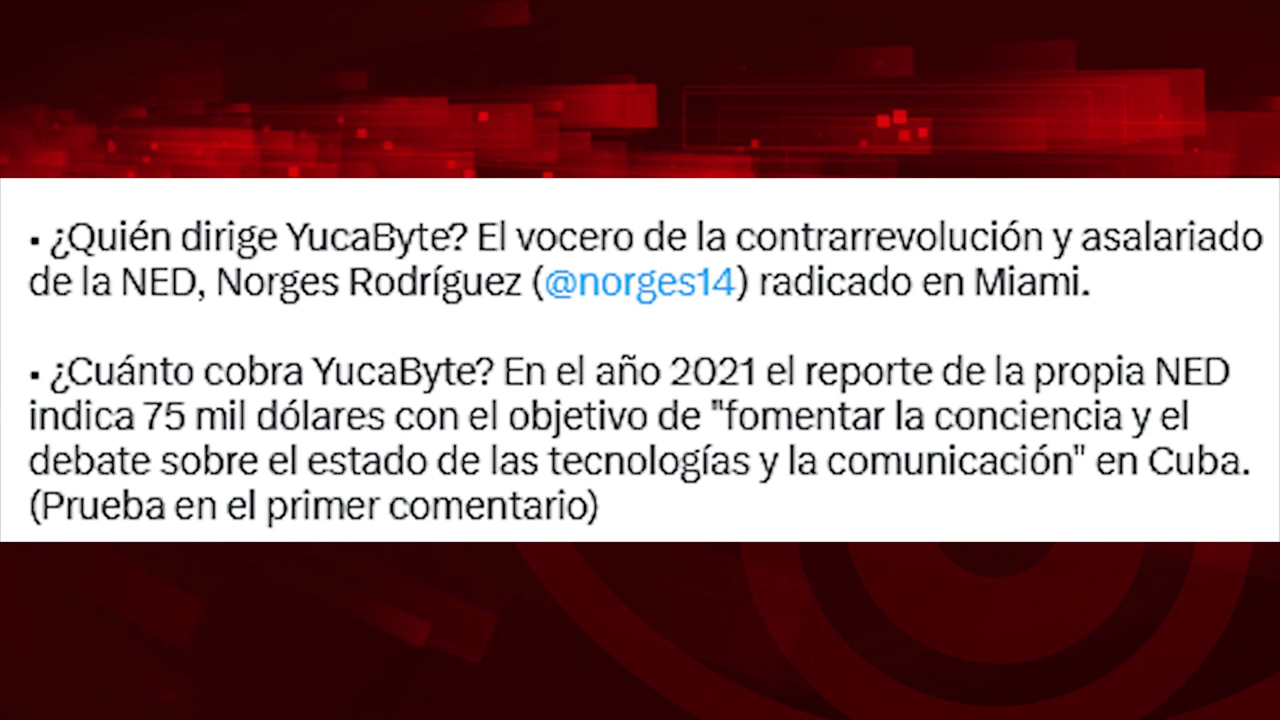 ▪ ¿Quién dirige YucaByte? El vocero de la contrarrevolución y asalariado
de la NED, Norges Rodríguez (@norges14) radicado en Miami.
▪ ¿Cuánto cobra YucaByte? En el año 2021 el reporte de la propia NED
indica 75 mil dólares con el objetivo de "fomentar la conciencia y el
debate sobre el estado de las tecnologías y la comunicación" en Cuba.
(Prueba en el primer comentario)